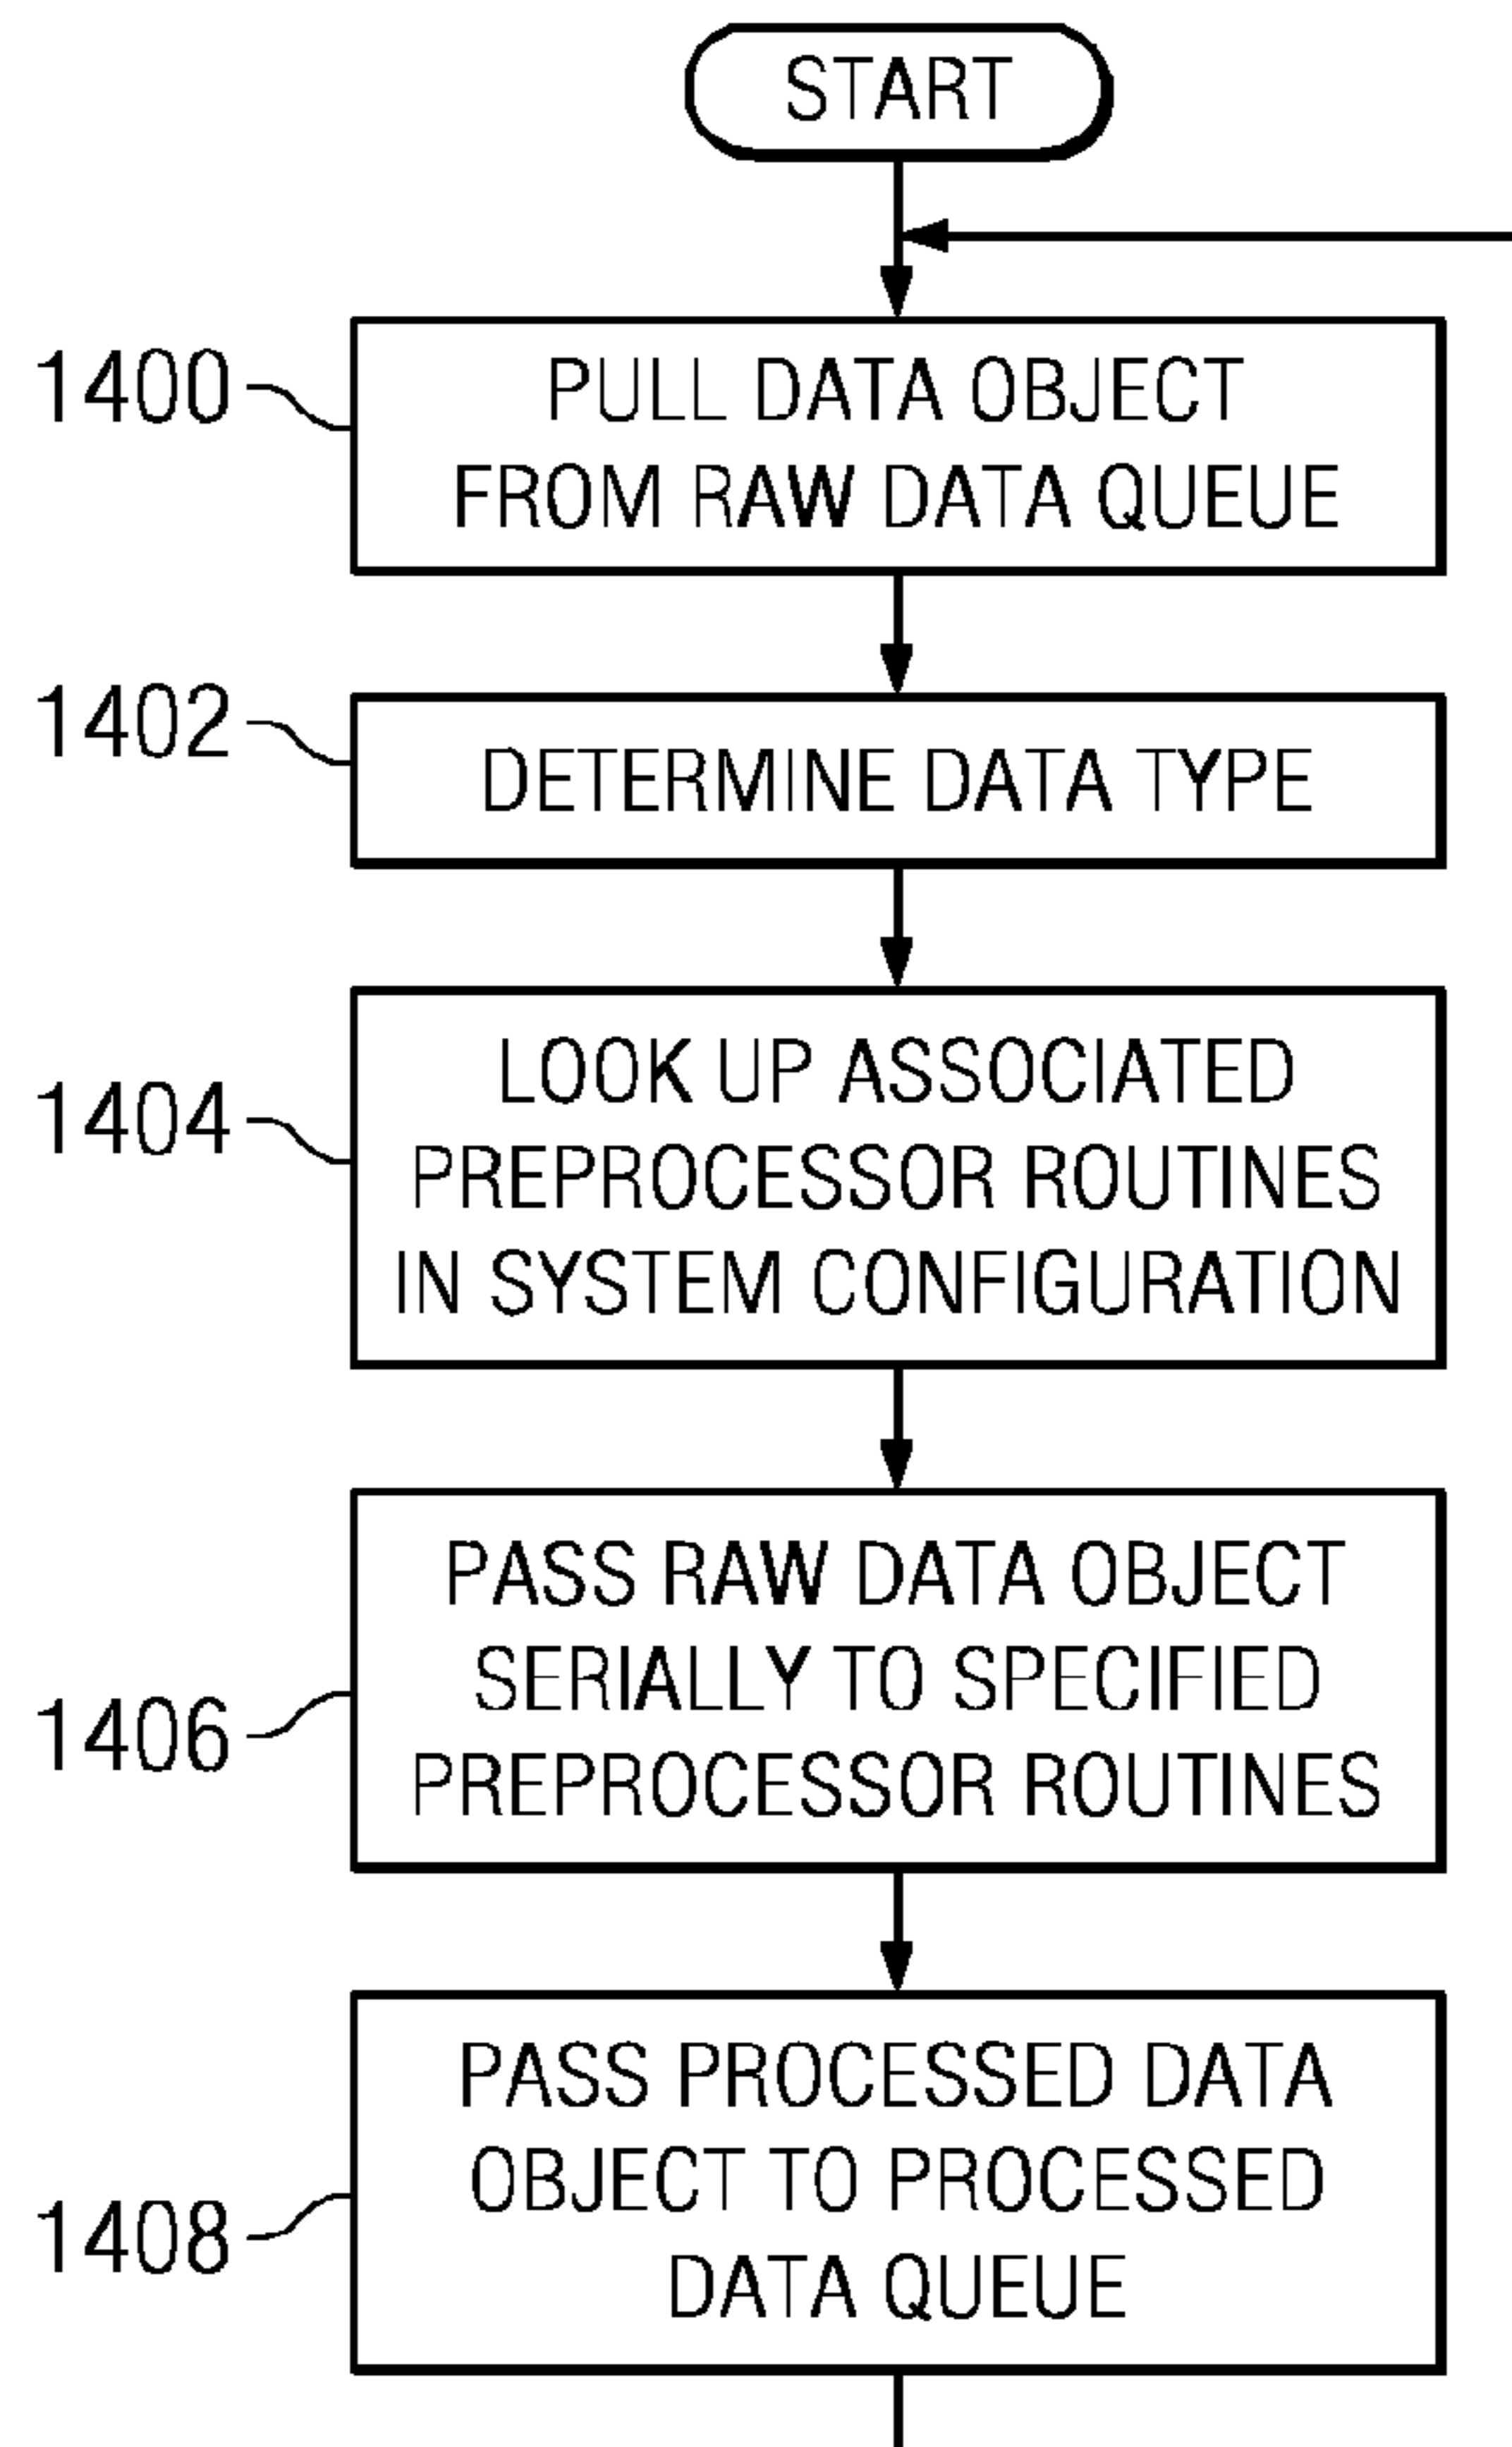 START
1400
PULL DATA OBJECT
FROM RAW DATA QUEUE
1402
DETERMINE DATA TYPE
1404
LOOK UP ASSOCIATED
PREPROCESSOR ROUTINES
IN SYSTEM CONFIGURATION
1406
PASS RAW DATA OBJECT
SERIALLY TO SPECIFIED
PREPROCESSOR ROUTINES
1408
PASS PROCESSED DATA
OBJECT TO PROCESSED
DATA QUEUE